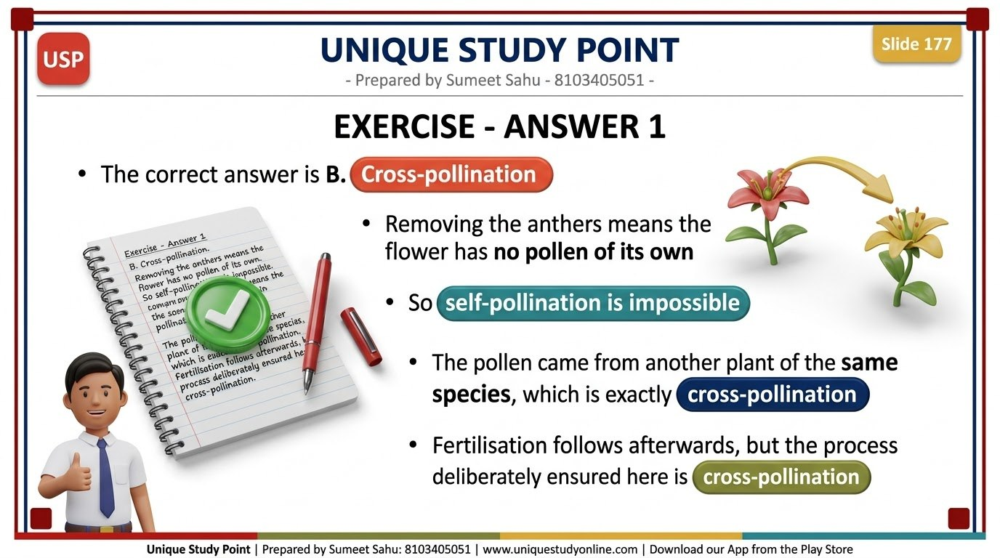 USP
UNIQUE STUDY POINT
- Prepared by Sumeet Sahu - 8103405051 -
Slide 177
EXERCISE - ANSWER 1
• The correct answer is B. Cross-pollination
• Removing the anthers means the
flower has no pollen of its own
• So self-pollination is impossible
• The pollen came from another plant of the same
species, which is exactly cross-pollination
• Fertilisation follows afterwards, but the process
deliberately ensured here is cross-pollination
Exercise - Answer 1
B. Cross-pollination.
Removing the anthers means the
flower has no pollen of its own.
So self-pollin impossible.
means the
the
pollinat
The poll ther
plant of species,
which is pollination.
Fertilisation follows afterwards,
process deliberately ensured
cross-pollination.
Unique Study Point | Prepared by Sumeet Sahu: 8103405051 | www.uniquestudyonline.com | Download our App from the Play Store